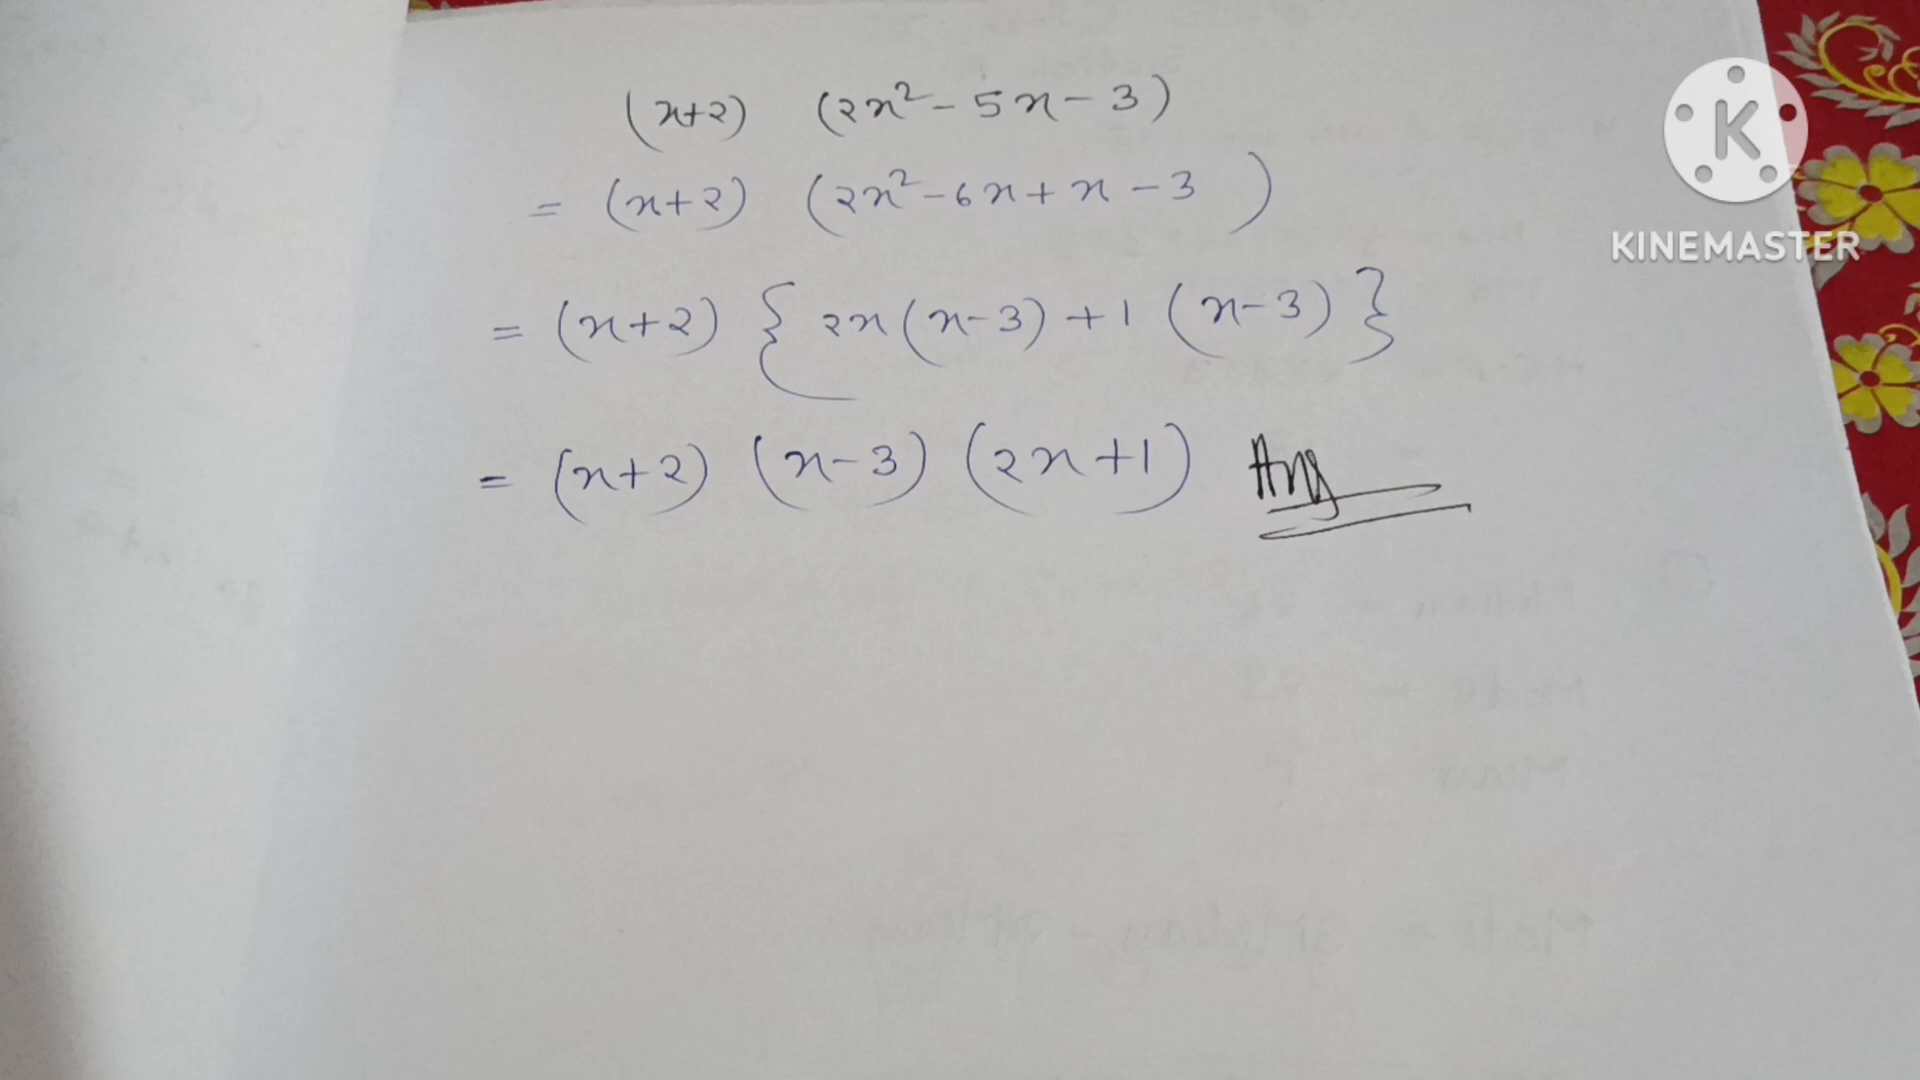 (x+2) (2x²-5x-3)
= (x+2) (2x²-6x+x-3)
= (x+2) {2x(x-3)+1(x-3)}
= (x+2) (x-3) (2x+1) Ans
K
KINEMASTER